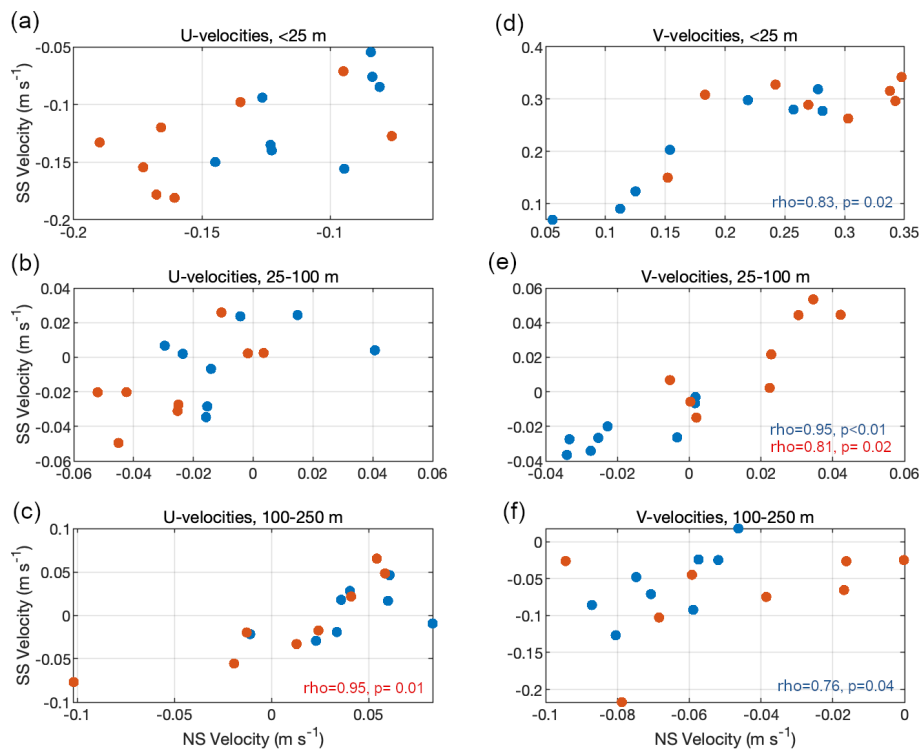 (a)
U-velocities, <25 m
SS Velocity (m s⁻¹)
-0.05
-0.1
-0.15
-0.2
-0.2 -0.15 -0.1
(d)
V-velocities, <25 m
0.4
0.3
0.2
0.1
rho=0.83, p= 0.02
0.05 0.1 0.15 0.2 0.25 0.3 0.35
(b)
U-velocities, 25-100 m
SS Velocity (m s⁻¹)
0.04
0.02
0
-0.02
-0.04
-0.06
-0.06 -0.04 -0.02 0 0.02 0.04 0.06
(e)
V-velocities, 25-100 m
0.06
0.04
0.02
0
-0.02
-0.04
rho=0.95, p<0.01
rho=0.81, p= 0.02
-0.04 -0.02 0 0.02 0.04 0.06
(c)
U-velocities, 100-250 m
SS Velocity (m s⁻¹)
0.1
0.05
0
-0.05
-0.1
rho=0.95, p= 0.01
-0.1 -0.05 0 0.05
NS Velocity (m s⁻¹)
(f)
V-velocities, 100-250 m
0
-0.05
-0.1
-0.15
-0.2
rho=0.76, p=0.04
-0.1 -0.08 -0.06 -0.04 -0.02 0
NS Velocity (m s⁻¹)